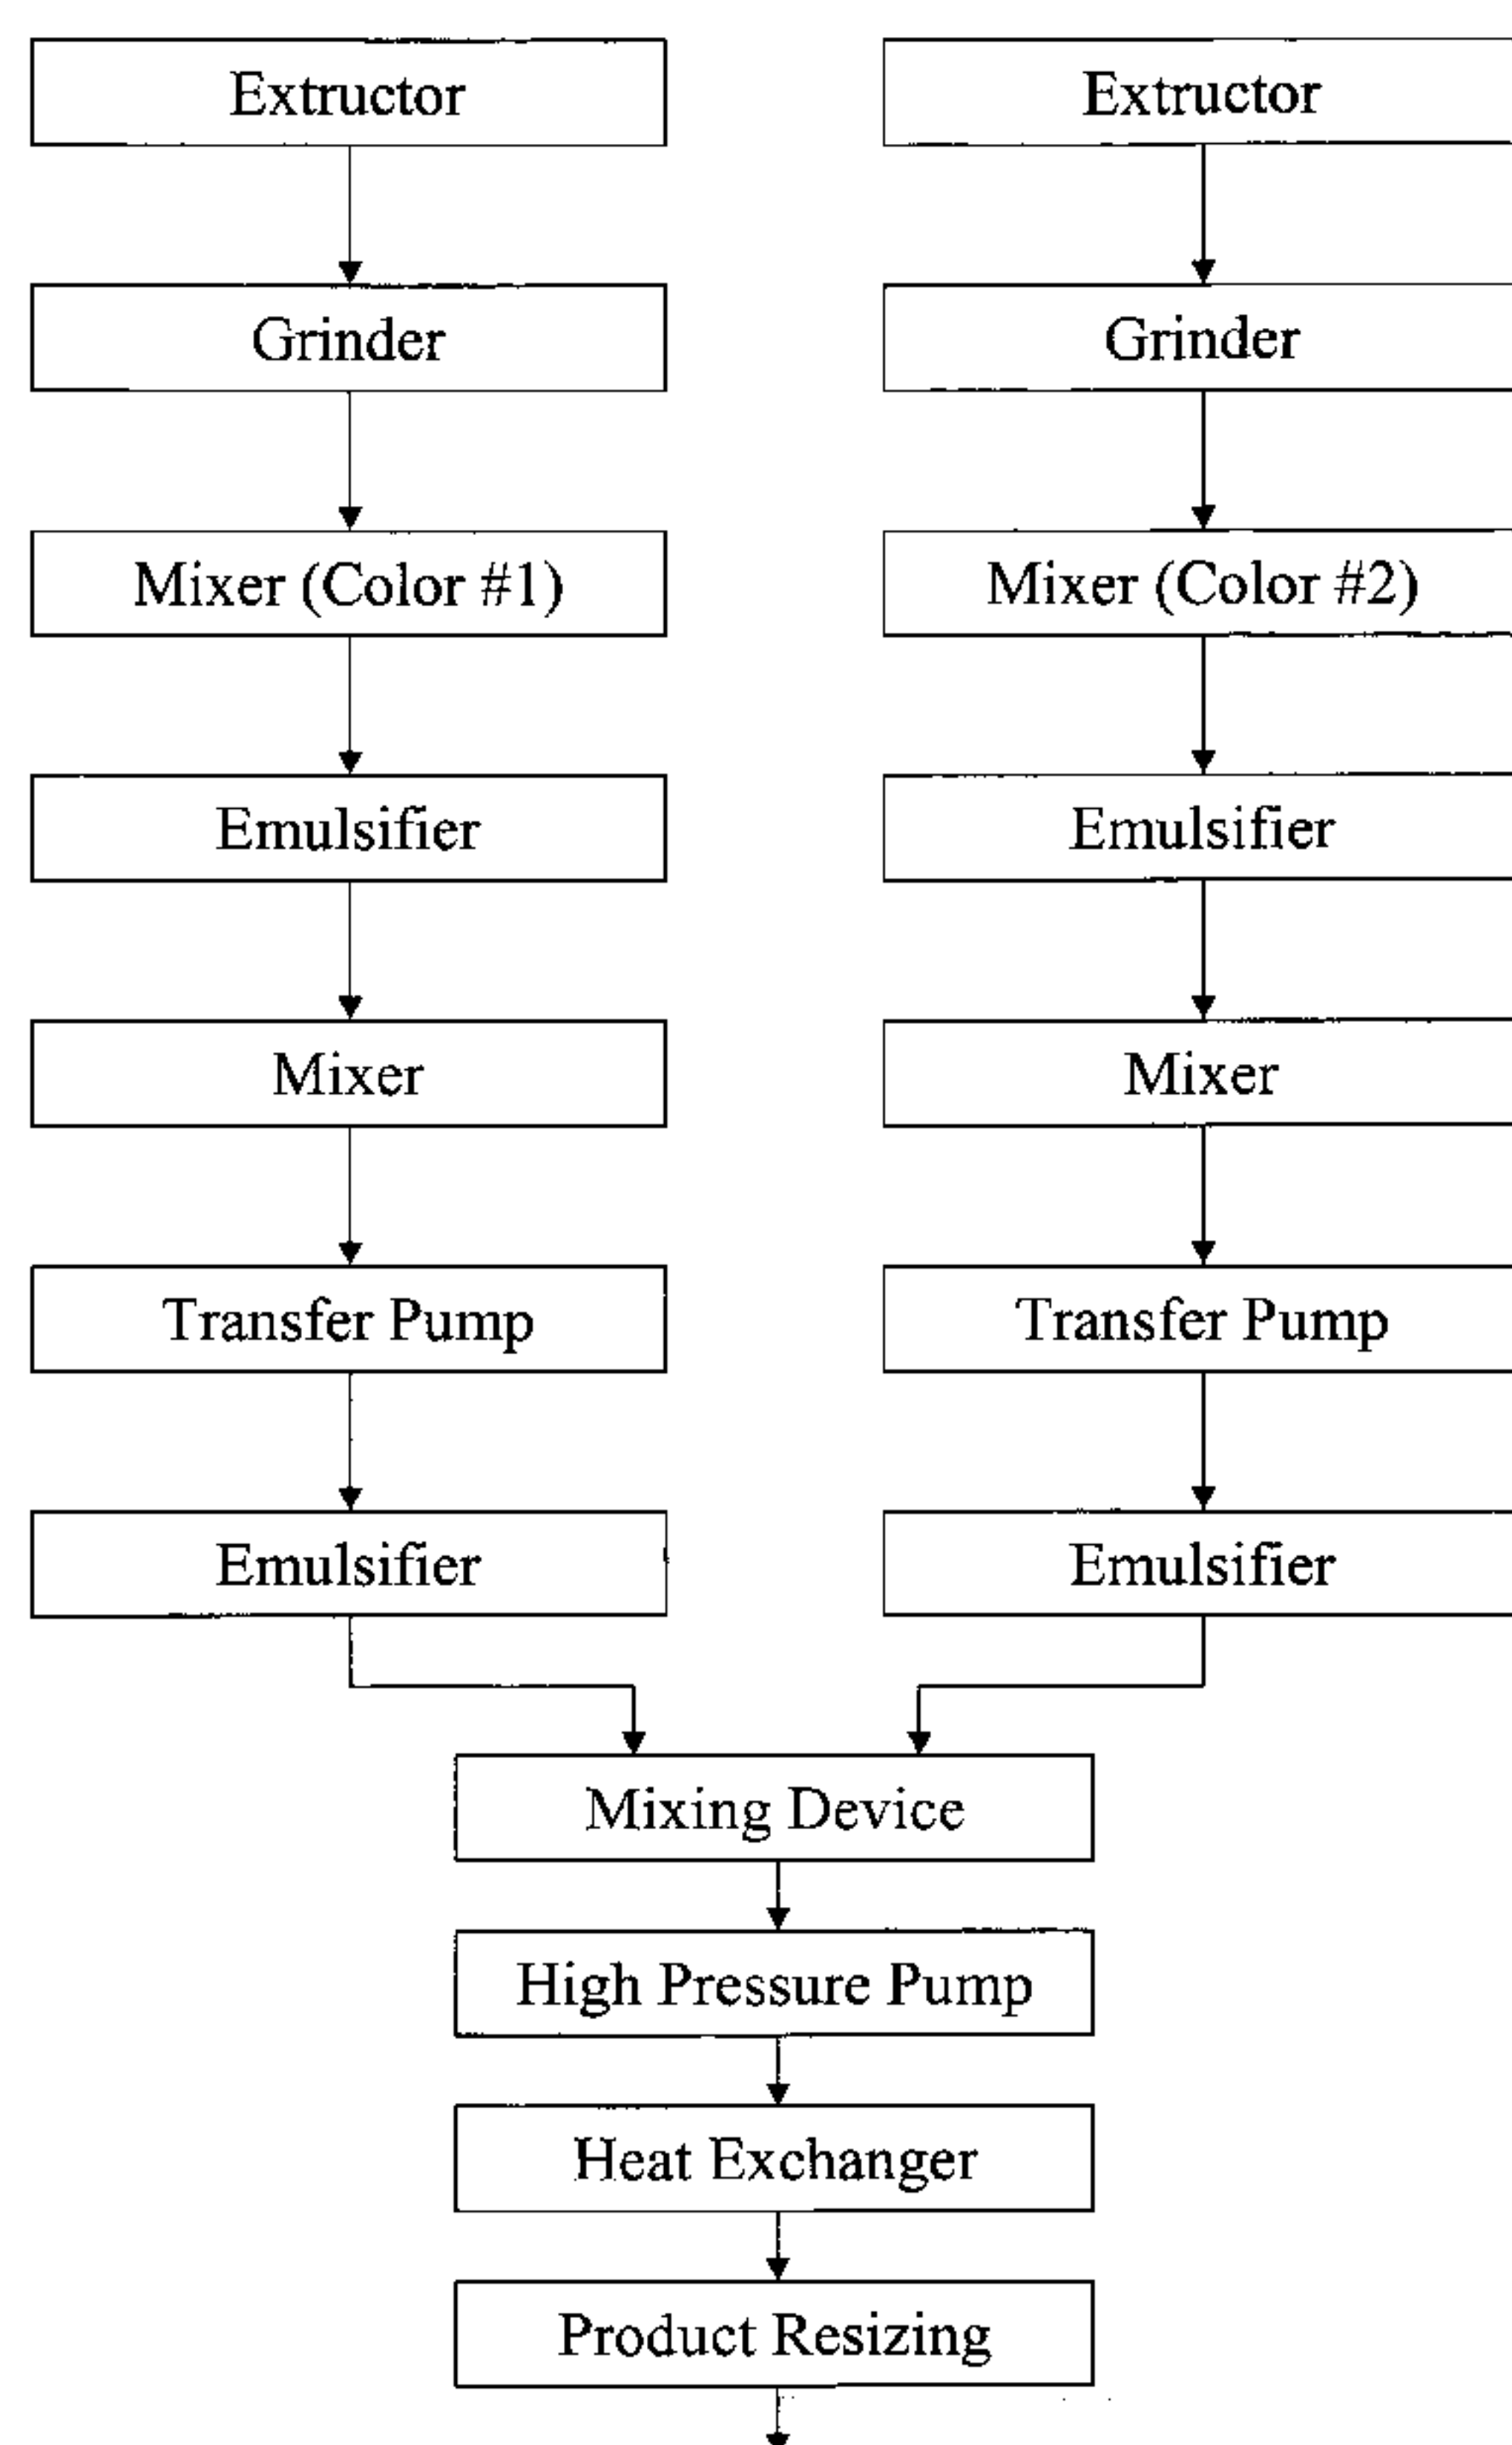 Extructor
Extructor
Grinder
Grinder
Mixer (Color #1)
Mixer (Color #2)
Emulsifier
Emulsifier
Mixer
Mixer
Transfer Pump
Transfer Pump
Emulsifier
Emulsifier
Mixing Device
High Pressure Pump
Heat Exchanger
Product Resizing